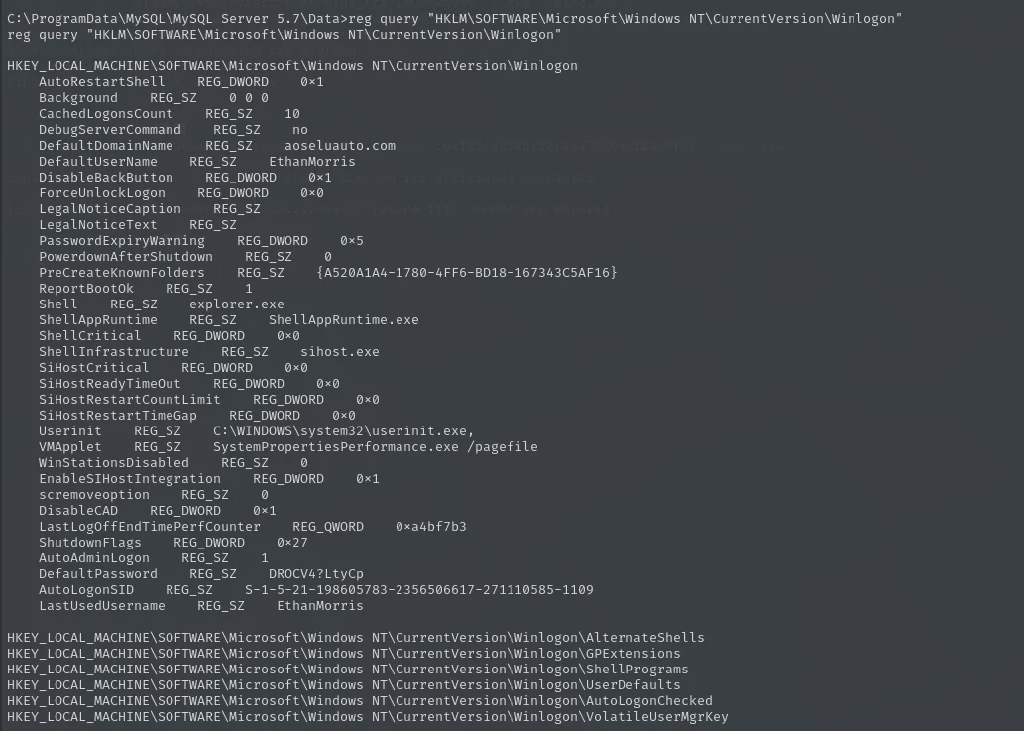 C:\ProgramData\MySQL\MySQL Server 5.7\Data>reg query "HKLM\SOFTWARE\Microsoft\Windows NT\CurrentVersion\Winlogon"
reg query "HKLM\SOFTWARE\Microsoft\Windows NT\CurrentVersion\Winlogon"
HKEY_LOCAL_MACHINE\SOFTWARE\Microsoft\Windows NT\CurrentVersion\Winlogon
AutoRestartShell    REG_DWORD    0×1
Background    REG_SZ    0 0 0
CachedLogonsCount    REG_SZ    10
DebugServerCommand    REG_SZ    no
DefaultDomainName    REG_SZ    aoseluauto.com
DefaultUserName    REG_SZ    EthanMorris
DisableBackButton    REG_DWORD    0×1
ForceUnlockLogon    REG_DWORD    0×0
LegalNoticeCaption    REG_SZ
LegalNoticeText    REG_SZ
PasswordExpiryWarning    REG_DWORD    0×5
PowerdownAfterShutdown    REG_SZ    0
PreCreateKnownFolders    REG_SZ    {A520A1A4-1780-4FF6-BD18-167343C5AF16}
ReportBootOk    REG_SZ    1
Shell    REG_SZ    explorer.exe
ShellAppRuntime    REG_SZ    ShellAppRuntime.exe
ShellCritical    REG_DWORD    0×0
ShellInfrastructure    REG_SZ    sihost.exe
SiHostCritical    REG_DWORD    0×0
SiHostReadyTimeOut    REG_DWORD    0×0
SiHostRestartCountLimit    REG_DWORD    0×0
SiHostRestartTimeGap    REG_DWORD    0×0
Userinit    REG_SZ    C:\WINDOWS\system32\userinit.exe,
VMApplet    REG_SZ    SystemPropertiesPerformance.exe /pagefile
WinStationsDisabled    REG_SZ    0
EnableSIHostIntegration    REG_DWORD    0×1
scremoveoption    REG_SZ    0
DisableCAD    REG_DWORD    0×1
LastLogOffEndTimePerfCounter    REG_QWORD    0×a4bf7b3
ShutdownFlags    REG_DWORD    0×27
AutoAdminLogon    REG_SZ    1
DefaultPassword    REG_SZ    DROCV4?LtyCp
AutoLogonSID    REG_SZ    S-1-5-21-198605783-2356506617-271110585-1109
LastUsedUsername    REG_SZ    EthanMorris
HKEY_LOCAL_MACHINE\SOFTWARE\Microsoft\Windows NT\CurrentVersion\Winlogon\AlternateShells
HKEY_LOCAL_MACHINE\SOFTWARE\Microsoft\Windows NT\CurrentVersion\Winlogon\GPExtensions
HKEY_LOCAL_MACHINE\SOFTWARE\Microsoft\Windows NT\CurrentVersion\Winlogon\ShellPrograms
HKEY_LOCAL_MACHINE\SOFTWARE\Microsoft\Windows NT\CurrentVersion\Winlogon\UserDefaults
HKEY_LOCAL_MACHINE\SOFTWARE\Microsoft\Windows NT\CurrentVersion\Winlogon\AutoLogonChecked
HKEY_LOCAL_MACHINE\SOFTWARE\Microsoft\Windows NT\CurrentVersion\Winlogon\VolatileUserMgrKey